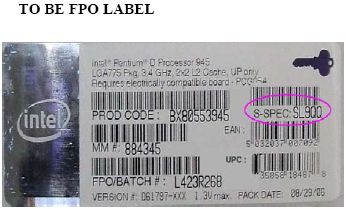 TO BE FPO LABEL
Intel® Pentium® D Processor 945
LGA775 Pkg, 3.4 GHz, 2x2 L2 Cache, UP only
Requires electrically compatible board - PCG05A
intel
PROD CODE : BX80553945
S-SPEC:SL9QQ
EAN :
5 032037 007092
MM #: 884345
UPC :
FPO/BATCH # : L423R268
VERSION #: D61797-XXX 1.3V max. PACK DATE: 08/29/06